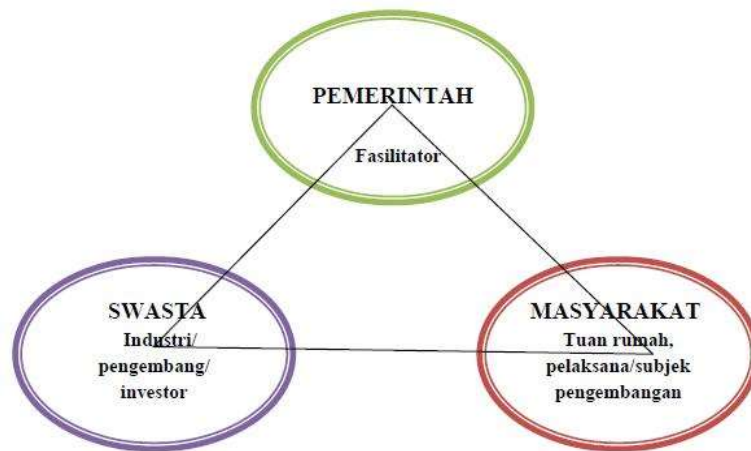 PEMERINTAH
Fasilitator
SWASTA
Industri/
pengembang/
investor
MASYARAKAT
Tuan rumah,
pelaksana/subjek
pengembangan